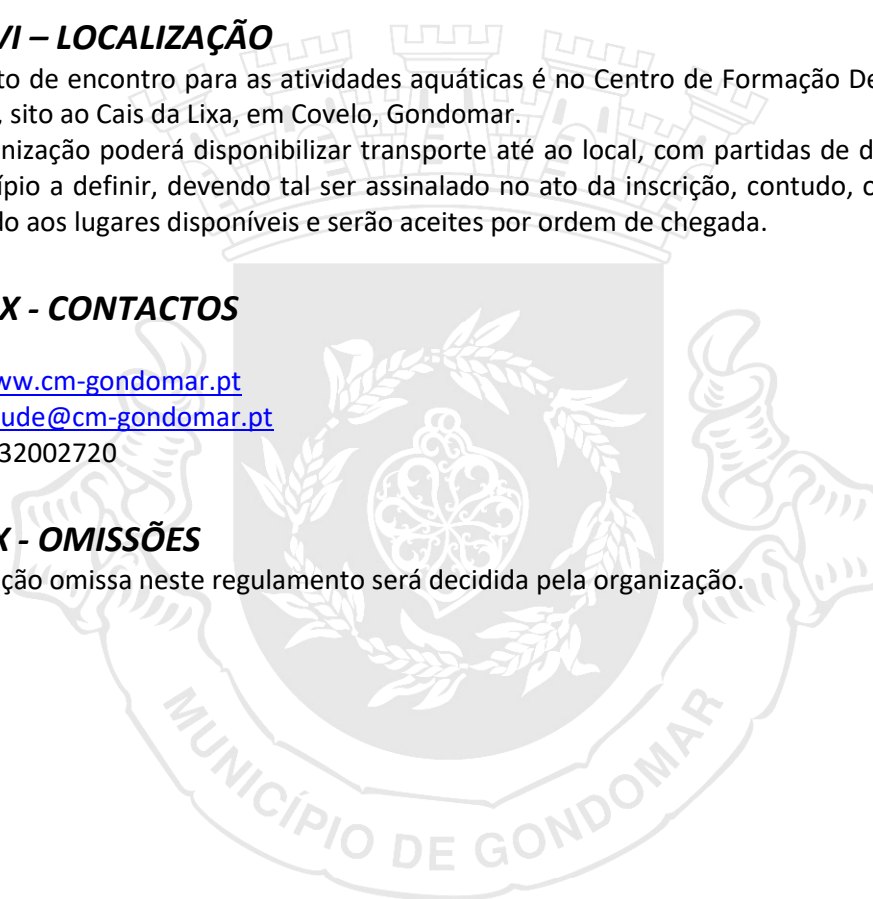 VI – LOCALIZAÇÃO
to de encontro para as atividades aquáticas é no Centro de Formação De
, sito ao Cais da Lixa, em Covelo, Gondomar.
nização poderá disponibilizar transporte até ao local, com partidas de d
ípio a definir, devendo tal ser assinalado no ato da inscrição, contudo, o
do aos lugares disponíveis e serão aceites por ordem de chegada.
X - CONTACTOS
ww.cm-gondomar.pt
ude@cm-gondomar.pt
32002720
X - OMISSÕES
ção omissa neste regulamento será decidida pela organização.
MUNICÍPIO DE GONDOMAR